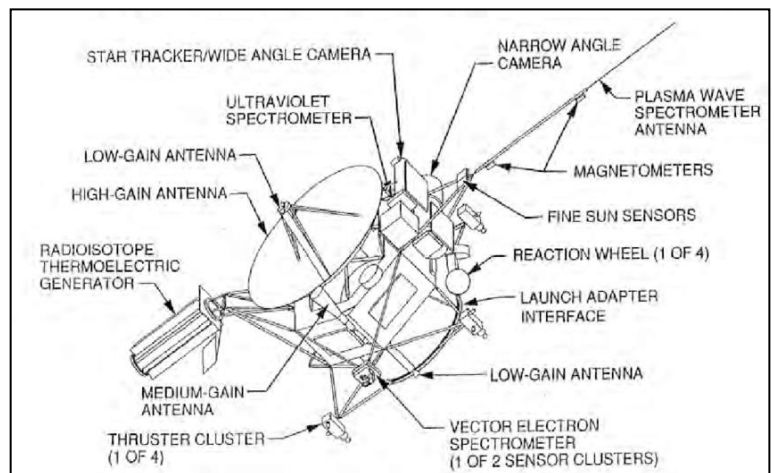 STAR TRACKER/WIDE ANGLE CAMERA
NARROW ANGLE
CAMERA
ULTRAVIOLET
SPECTROMETER
PLASMA WAVE
SPECTROMETER
ANTENNA
LOW-GAIN ANTENNA
MAGNETOMETERS
HIGH-GAIN ANTENNA
FINE SUN SENSORS
RADIOISOTOPE
THERMOELECTRIC
GENERATOR
REACTION WHEEL (1 OF 4)
LAUNCH ADAPTER
INTERFACE
LOW-GAIN ANTENNA
MEDIUM-GAIN
ANTENNA
THRUSTER CLUSTER
(1 OF 4)
VECTOR ELECTRON
SPECTROMETER
(1 OF 2 SENSOR CLUSTERS)